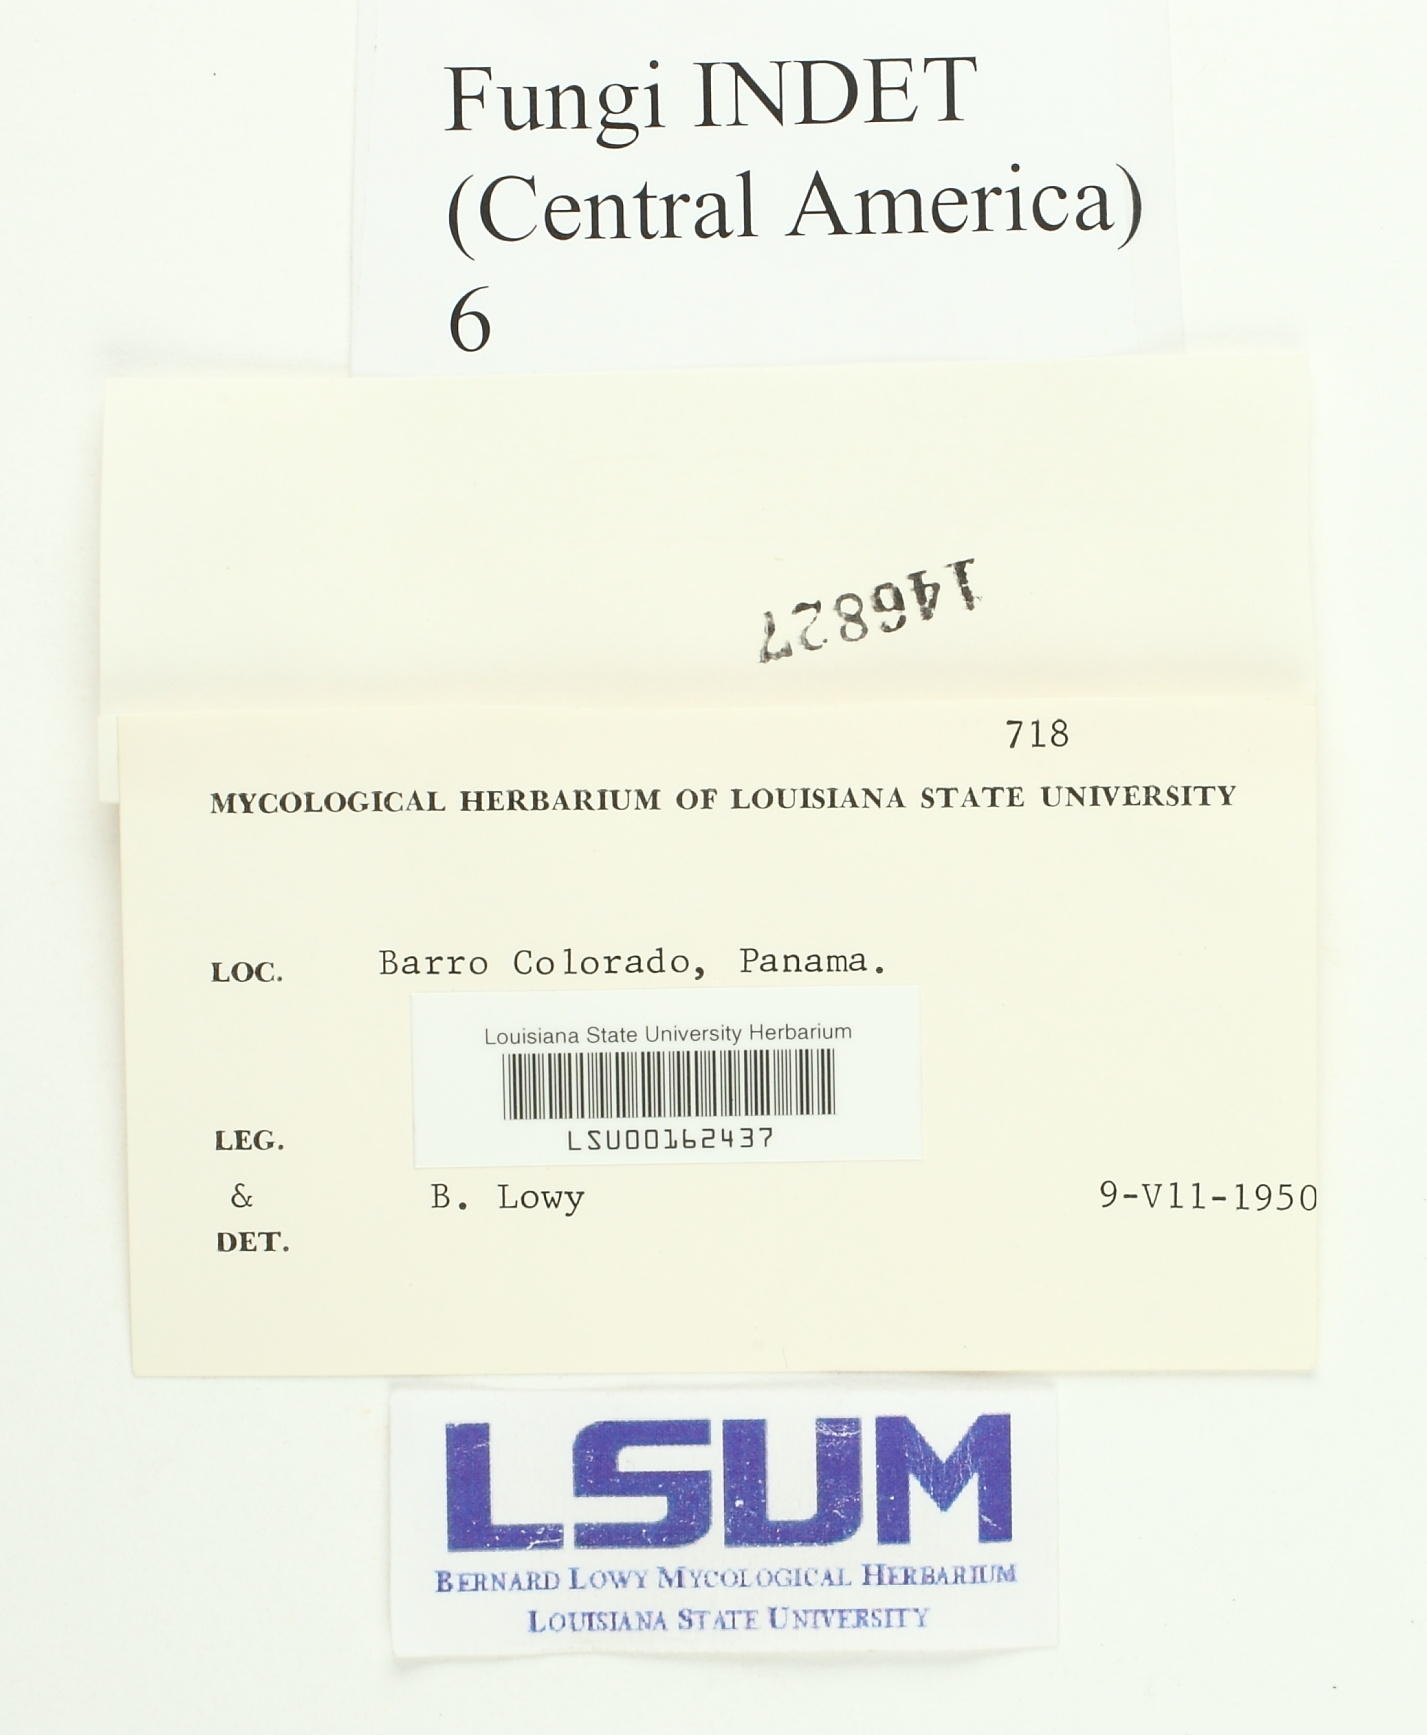 Fungi INDET
(Central America)
6
146827
718
MYCOLOGICAL HERBARIUM OF LOUISIANA STATE UNIVERSITY
LOC. Barro Colorado, Panama.
Louisiana State University Herbarium
LSU00162437
LEG.
& B. Lowy 9-V11-1950
DET.
LSUM
BERNARD LOWY MYCOLOGICAL HERBARIUM
LOUISIANA STATE UNIVERSITY